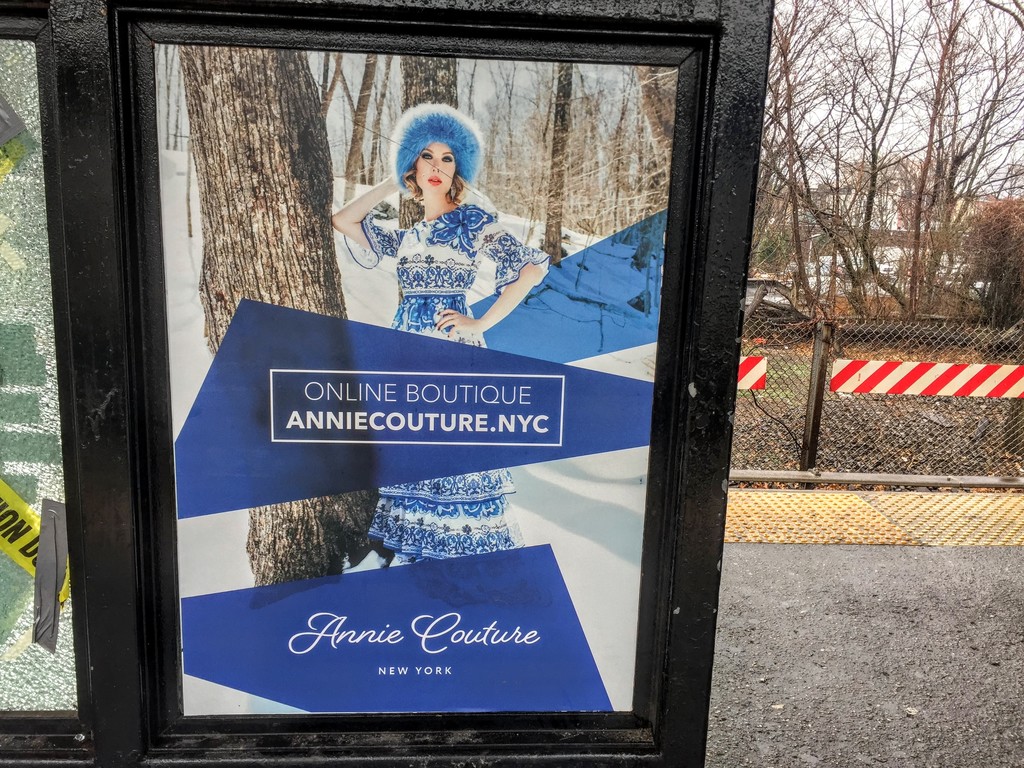 ONLINE BOUTIQUE
ANNIECOUTURE.NYC
Annie Couture
NEW YORK